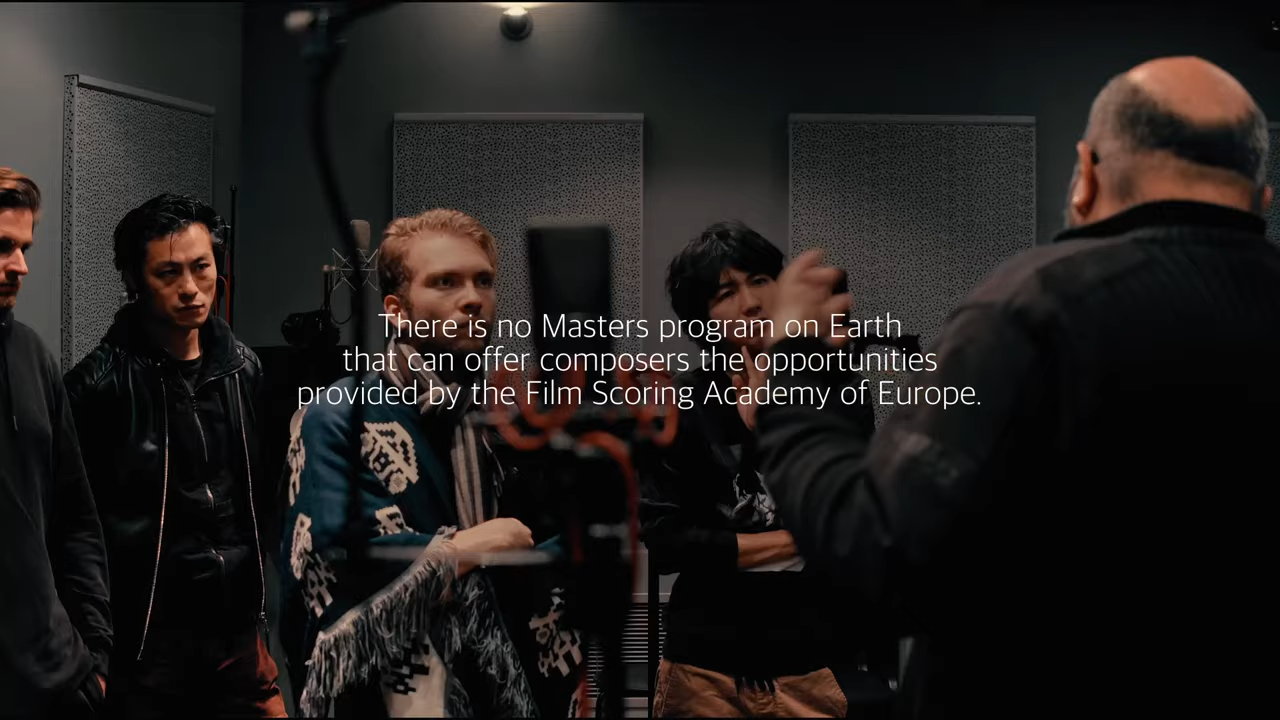 There is no Masters program on Earth
that can offer composers the opportunities
provided by the Film Scoring Academy of Europe.